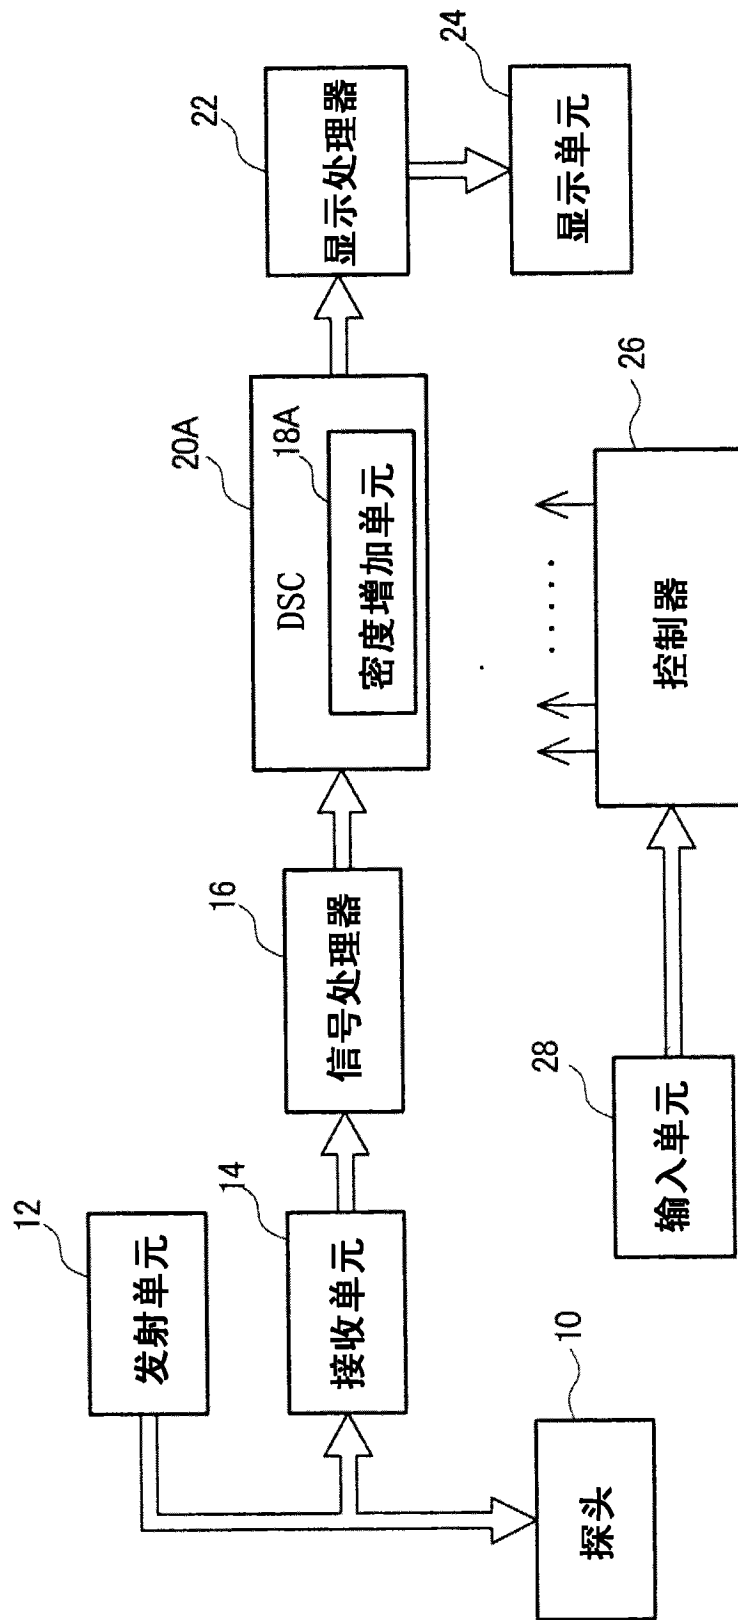 12
发射单元
14
接收单元
10
探头
16
信号处理器
20A
DSC
18A
密度增加单元
22
显示处理器
24
显示单元
28
输入单元
26
控制器